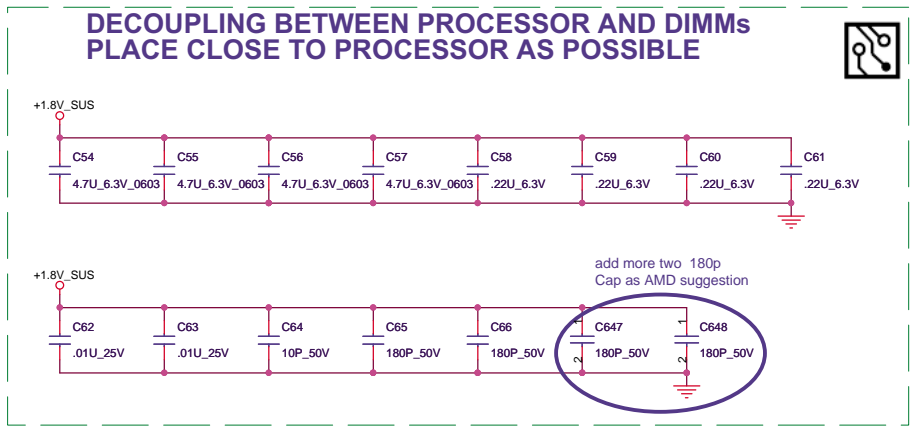 DECOUPLING BETWEEN PROCESSOR AND DIMMs
PLACE CLOSE TO PROCESSOR AS POSSIBLE
+1.8V_SUS
C54 C55 C56 C57 C58 C59 C60 C61
4.7U_6.3V_0603 4.7U_6.3V_0603 4.7U_6.3V_0603 4.7U_6.3V_0603 .22U_6.3V .22U_6.3V .22U_6.3V .22U_6.3V
add more two 180p
Cap as AMD suggestion
+1.8V_SUS
1 1
C62 C63 C64 C65 C66 C647 C648
.01U_25V .01U_25V 10P_50V 180P_50V 180P_50V 180P_50V 180P_50V
2 2